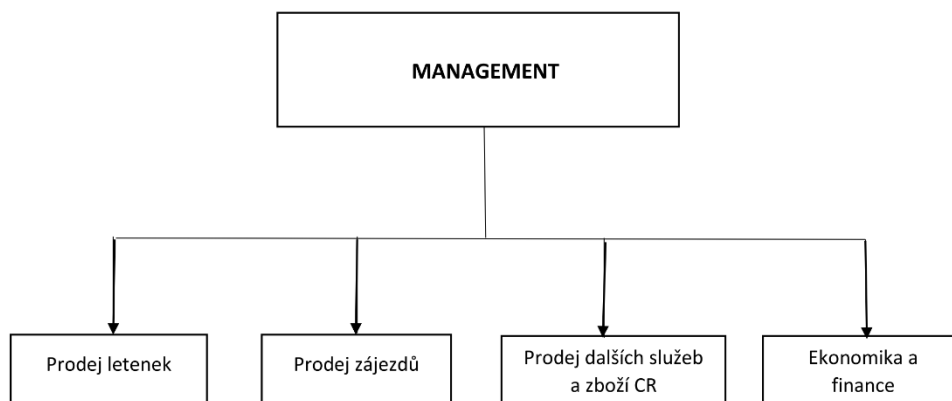 MANAGEMENT
Prodej letenek
Prodej zájezdů
Prodej dalších služeb
a zboží CR
Ekonomika a
finance